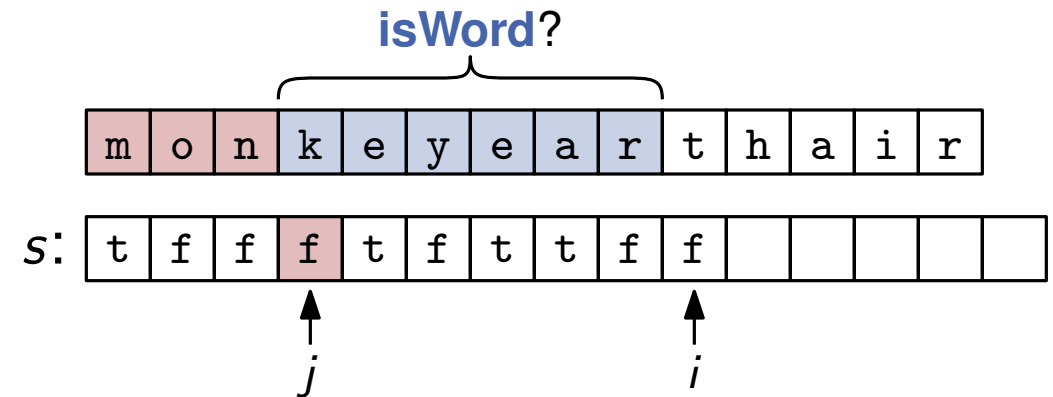 isWord?
m o n k e y e a r t h a i r
s: t f f f t f t t f f
j i